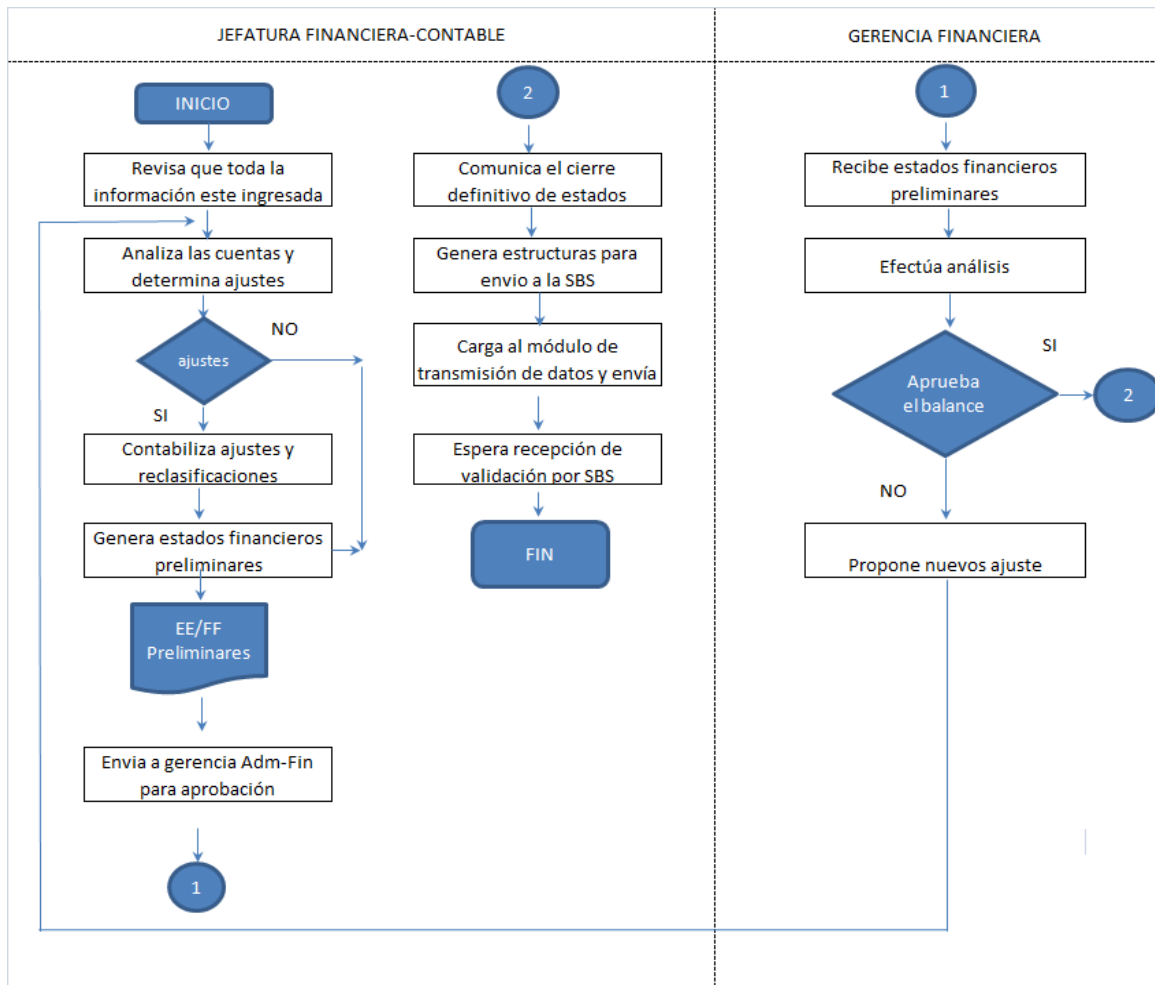 JEFATURA FINANCIERA-CONTABLE
GERENCIA FINANCIERA
INICIO
Revisa que toda la
información este ingresada
Analiza las cuentas y
determina ajustes
NO
ajustes
SI
Contabiliza ajustes y
reclasificaciones
Genera estados financieros
preliminares
EE/FF
Preliminares
Envia a gerencia Adm-Fin
para aprobación
1
2
Comunica el cierre
definitivo de estados
Genera estructuras para
envio a la SBS
Carga al módulo de
transmisión de datos y envía
Espera recepción de
validación por SBS
FIN
1
Recibe estados financieros
preliminares
Efectúa análisis
SI
Aprueba
el balance
2
NO
Propone nuevos ajuste